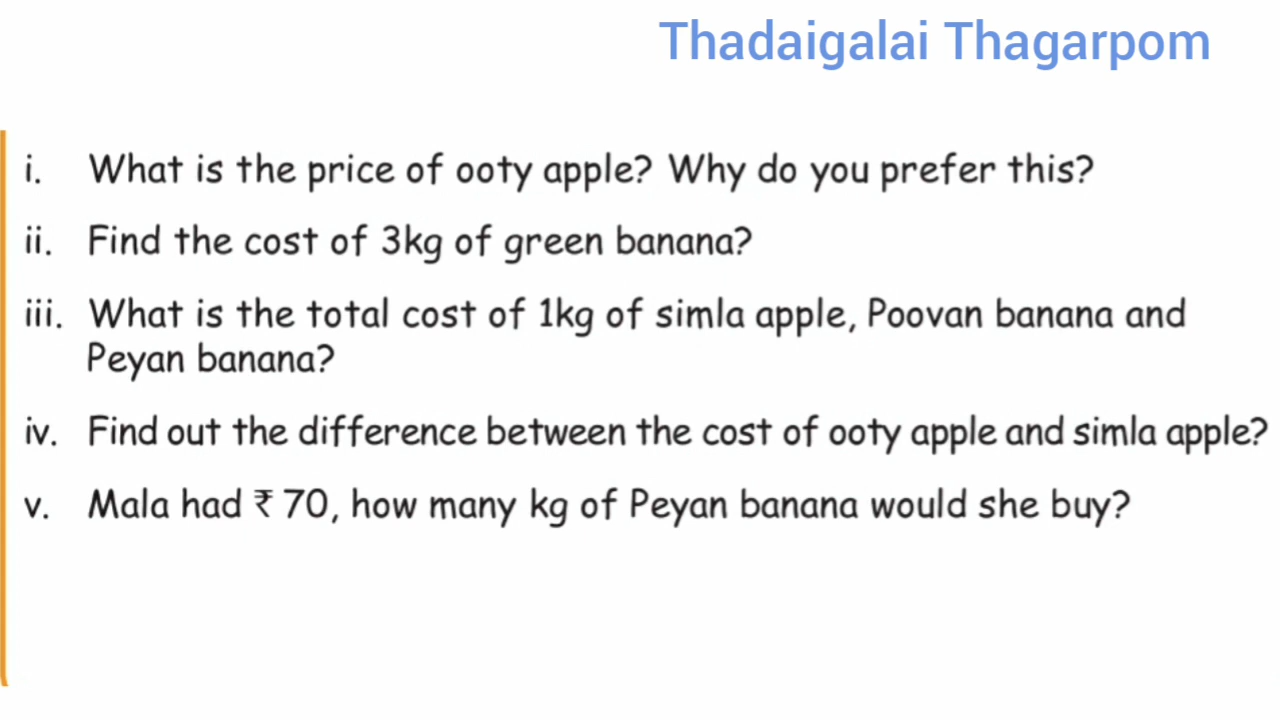 Thadaigalai Thagarpom
i. What is the price of ooty apple? Why do you prefer this?
ii. Find the cost of 3kg of green banana?
iii. What is the total cost of 1kg of simla apple, Poovan banana and
Peyan banana?
iv. Find out the difference between the cost of ooty apple and simla apple?
v. Mala had ₹ 70, how many kg of Peyan banana would she buy?